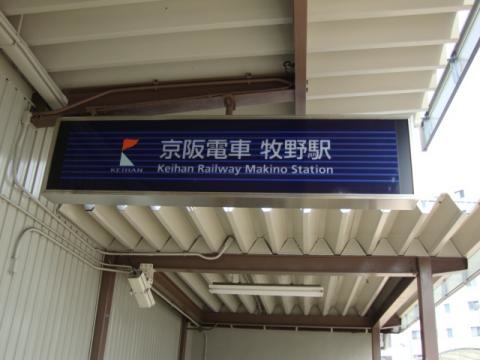 京阪電車 牧野駅
KEIHAN
Keihan Railway Makino Station